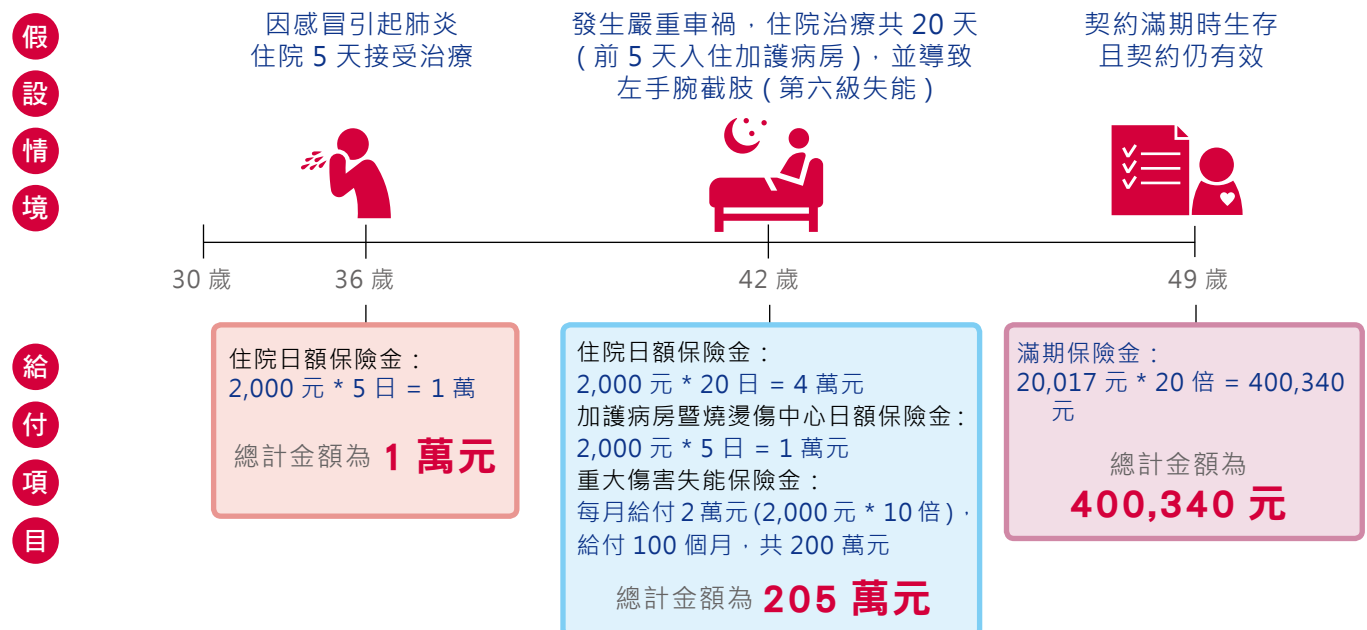 假
設
情
境
因感冒引起肺炎
住院 5 天接受治療
發生嚴重車禍，住院治療共 20 天
( 前 5 天入住加護病房 )，並導致
左手腕截肢 ( 第六級失能 )
契約滿期時生存
且契約仍有效
30 歲
36 歲
42 歲
49 歲
給
付
項
目
住院日額保險金：
2,000 元 * 5 日 = 1 萬
總計金額為 1 萬元
住院日額保險金：
2,000 元 * 20 日 = 4 萬元
加護病房暨燒燙傷中心日額保險金：
2,000 元 * 5 日 = 1 萬元
重大傷害失能保險金：
每月給付 2 萬元 (2,000 元 * 10 倍 )，
給付 100 個月，共 200 萬元
總計金額為 205 萬元
滿期保險金：
20,017 元 * 20 倍 = 400,340
元
總計金額為
400,340 元